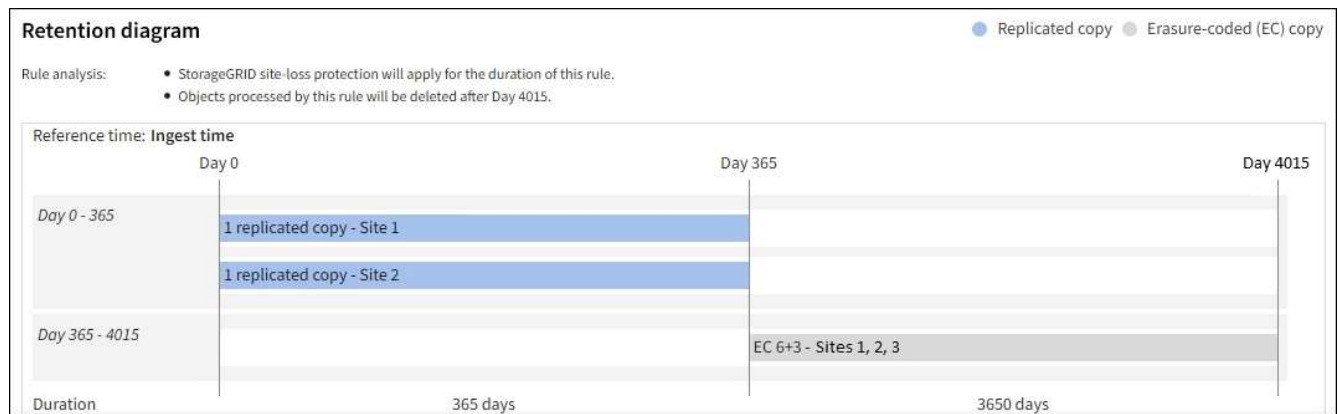 Retention diagram
Replicated copy Erasure-coded (EC) copy
Rule analysis:
• StorageGRID site-loss protection will apply for the duration of this rule.
• Objects processed by this rule will be deleted after Day 4015.
Reference time: Ingest time
Day 0 Day 365 Day 4015
Day 0 - 365
1 replicated copy - Site 1
1 replicated copy - Site 2
Day 365 - 4015
EC 6+3 - Sites 1, 2, 3
Duration 365 days 3650 days